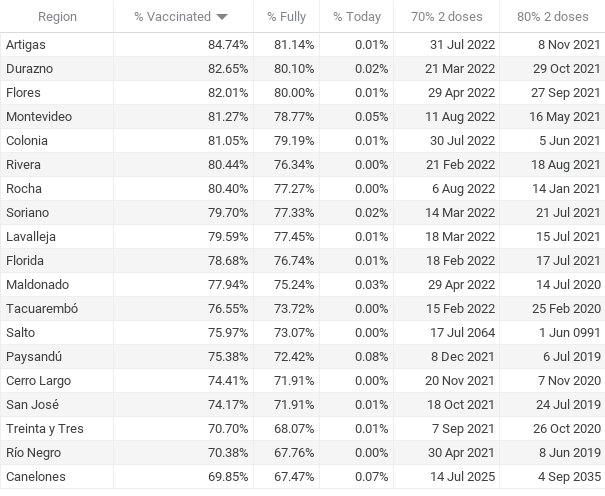 Region % Vaccinated % Fully % Today 70% 2 doses 80% 2 doses
Artigas 84.74% 81.14% 0.01% 31 Jul 2022 8 Nov 2021
Durazno 82.65% 80.10% 0.02% 21 Mar 2022 29 Oct 2021
Flores 82.01% 80.00% 0.01% 29 Apr 2022 27 Sep 2021
Montevideo 81.27% 78.77% 0.05% 11 Aug 2022 16 May 2021
Colonia 81.05% 79.19% 0.01% 30 Jul 2022 5 Jun 2021
Rivera 80.44% 76.34% 0.00% 21 Feb 2022 18 Aug 2021
Rocha 80.40% 77.27% 0.00% 6 Aug 2022 14 Jan 2021
Soriano 79.70% 77.33% 0.02% 14 Mar 2022 21 Jul 2021
Lavalleja 79.59% 77.45% 0.01% 18 Mar 2022 15 Jul 2021
Florida 78.68% 76.74% 0.01% 18 Feb 2022 17 Jul 2021
Maldonado 77.94% 75.24% 0.03% 29 Apr 2022 14 Jul 2020
Tacuarembó 76.55% 73.72% 0.00% 15 Feb 2022 25 Feb 2020
Salto 75.97% 73.07% 0.00% 17 Jul 2064 1 Jun 0991
Paysandú 75.38% 72.42% 0.08% 8 Dec 2021 6 Jul 2019
Cerro Largo 74.41% 71.91% 0.00% 20 Nov 2021 7 Nov 2020
San José 74.17% 71.91% 0.01% 18 Oct 2021 24 Jul 2019
Treinta y Tres 70.70% 68.07% 0.01% 7 Sep 2021 26 Oct 2020
Río Negro 70.38% 67.76% 0.00% 30 Apr 2021 8 Jun 2019
Canelones 69.85% 67.47% 0.07% 14 Jul 2025 4 Sep 2035